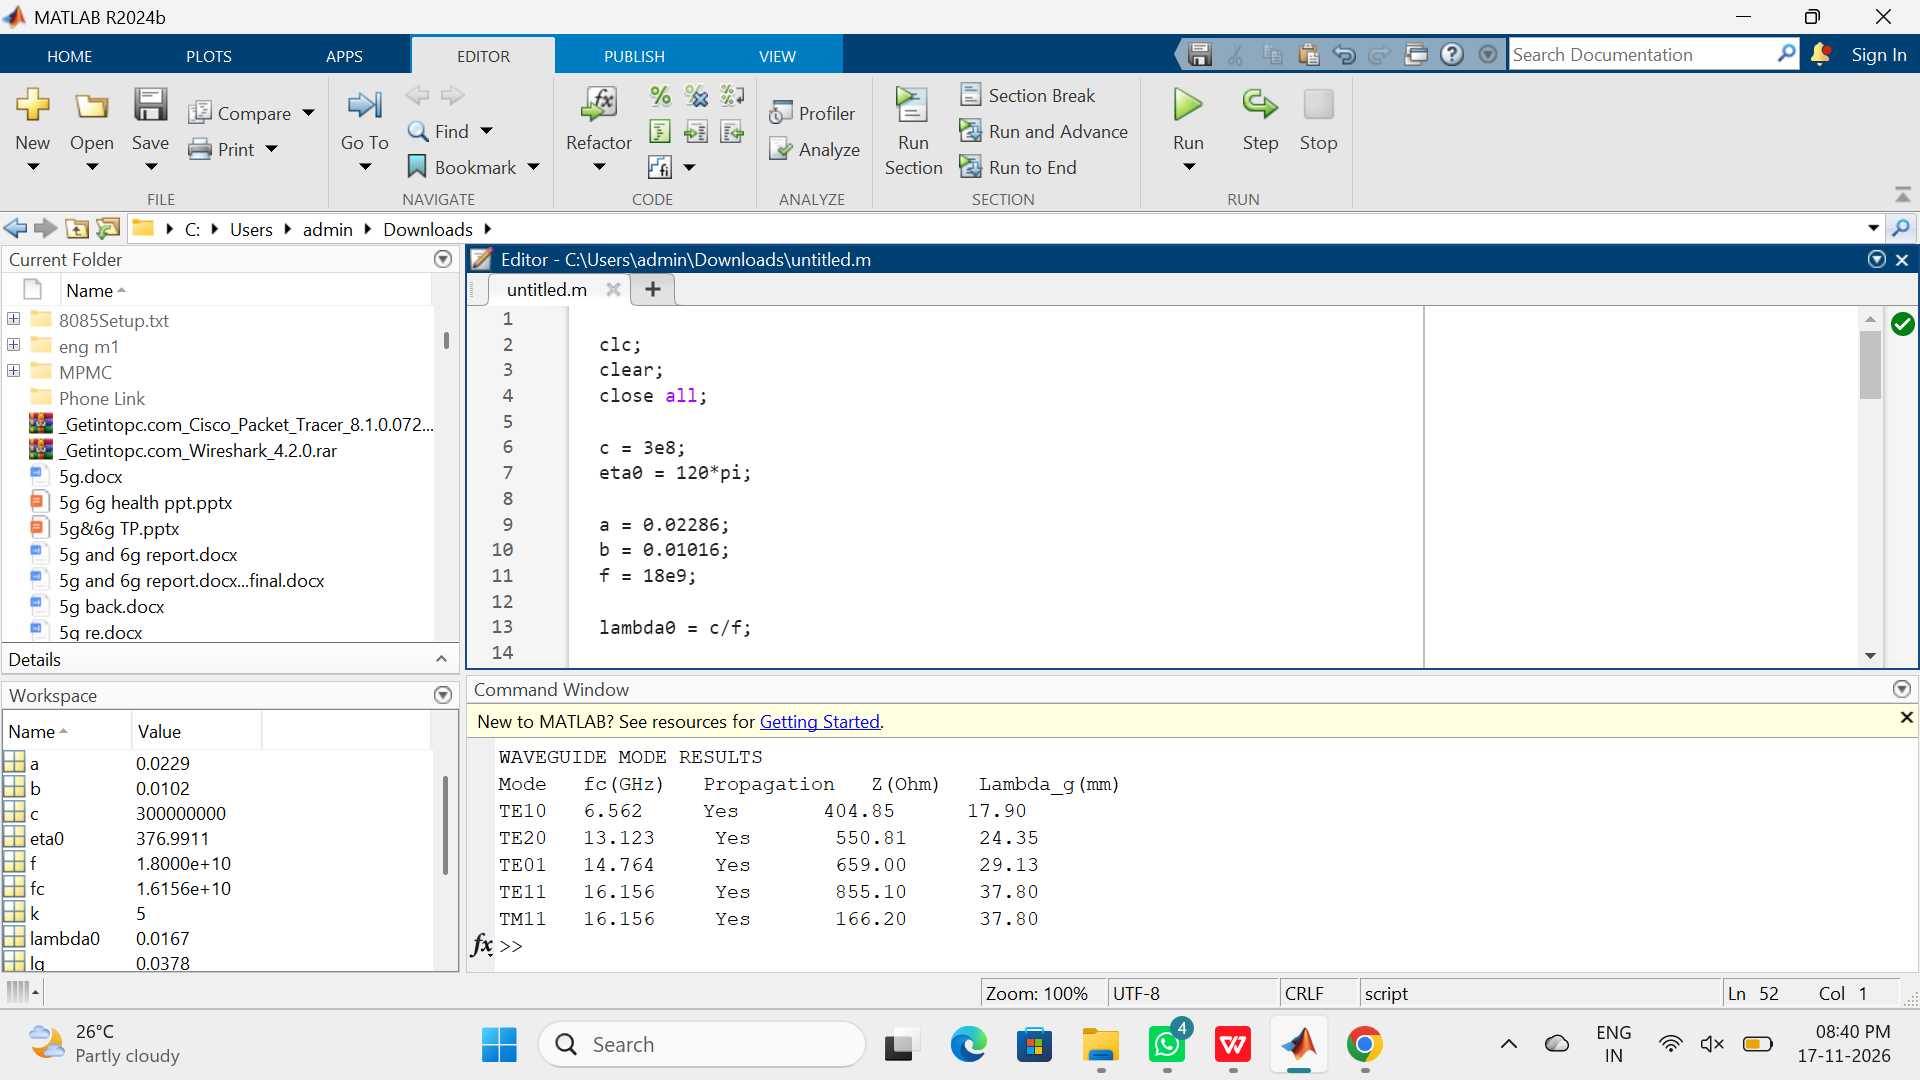 MATLAB R2024b
HOME PLOTS APPS EDITOR PUBLISH VIEW
Search Documentation
Sign In
New Open Save
Compare
Print
FILE
Go To
Find
Bookmark
NAVIGATE
Refactor
CODE
Profiler
Analyze
ANALYZE
Run Section
Section Break
Run and Advance
Run to End
SECTION
Run Step Stop
RUN
C: Users admin Downloads
Current Folder
Name
8085Setup.txt
eng m1
MPMC
Phone Link
_Getintopc.com_Cisco_Packet_Tracer_8.1.0.072...
_Getintopc.com_Wireshark_4.2.0.rar
5g.docx
5g 6g health ppt.pptx
5g&6g TP.pptx
5g and 6g report.docx
5g and 6g report.docx...final.docx
5g back.docx
5g re.docx
Details
Workspace
Name Value
a 0.0229
b 0.0102
c 300000000
eta0 376.9911
f 1.8000e+10
fc 1.6156e+10
k 5
lambda0 0.0167
lg 0.0378
Editor - C:\Users\admin\Downloads\untitled.m
untitled.m
1
2 clc;
3 clear;
4 close all;
5
6 c = 3e8;
7 eta0 = 120*pi;
8
9 a = 0.02286;
10 b = 0.01016;
11 f = 18e9;
12
13 lambda0 = c/f;
14
Command Window
New to MATLAB? See resources for Getting Started.
WAVEGUIDE MODE RESULTS
Mode fc(GHz) Propagation Z(Ohm) Lambda_g(mm)
TE10 6.562 Yes 404.85 17.90
TE20 13.123 Yes 550.81 24.35
TE01 14.764 Yes 659.00 29.13
TE11 16.156 Yes 855.10 37.80
TM11 16.156 Yes 166.20 37.80
fx >>
Zoom: 100% UTF-8 CRLF script Ln 52 Col 1
26°C
Partly cloudy
Search
4
ENG
IN
08:40 PM
17-11-2026